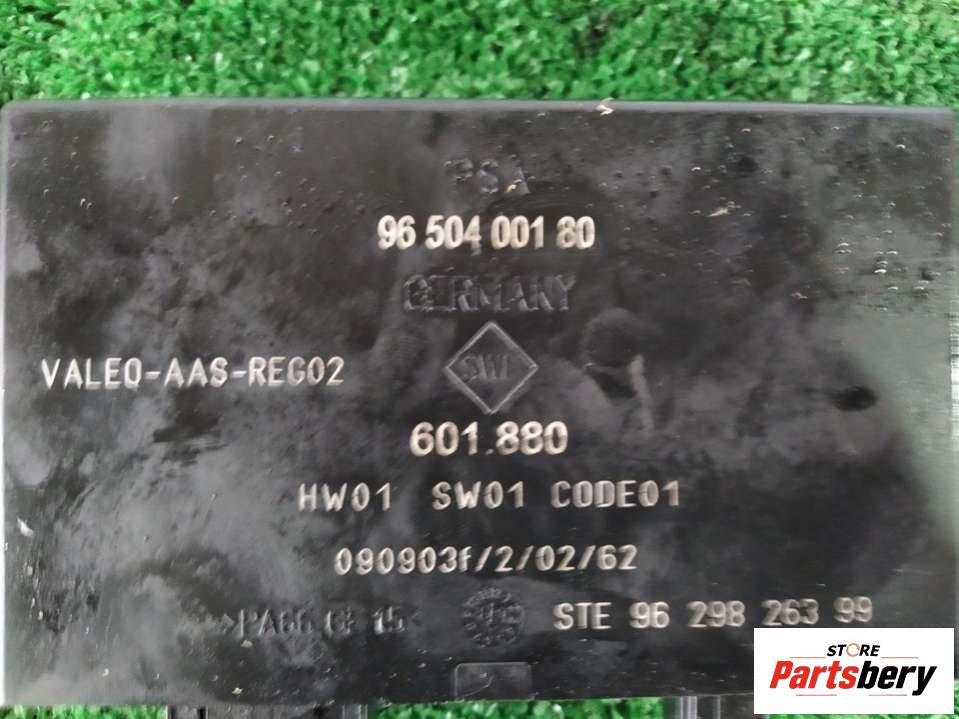 PSA
96 504 001 80
GERMANY
VALEO-AAS-REG02
SWF
601.880
HW01 SW01 CODE01
090903f/2/02/62
>PA66 GF 15<
STE 96 298 263 99
STORE
Partsbery